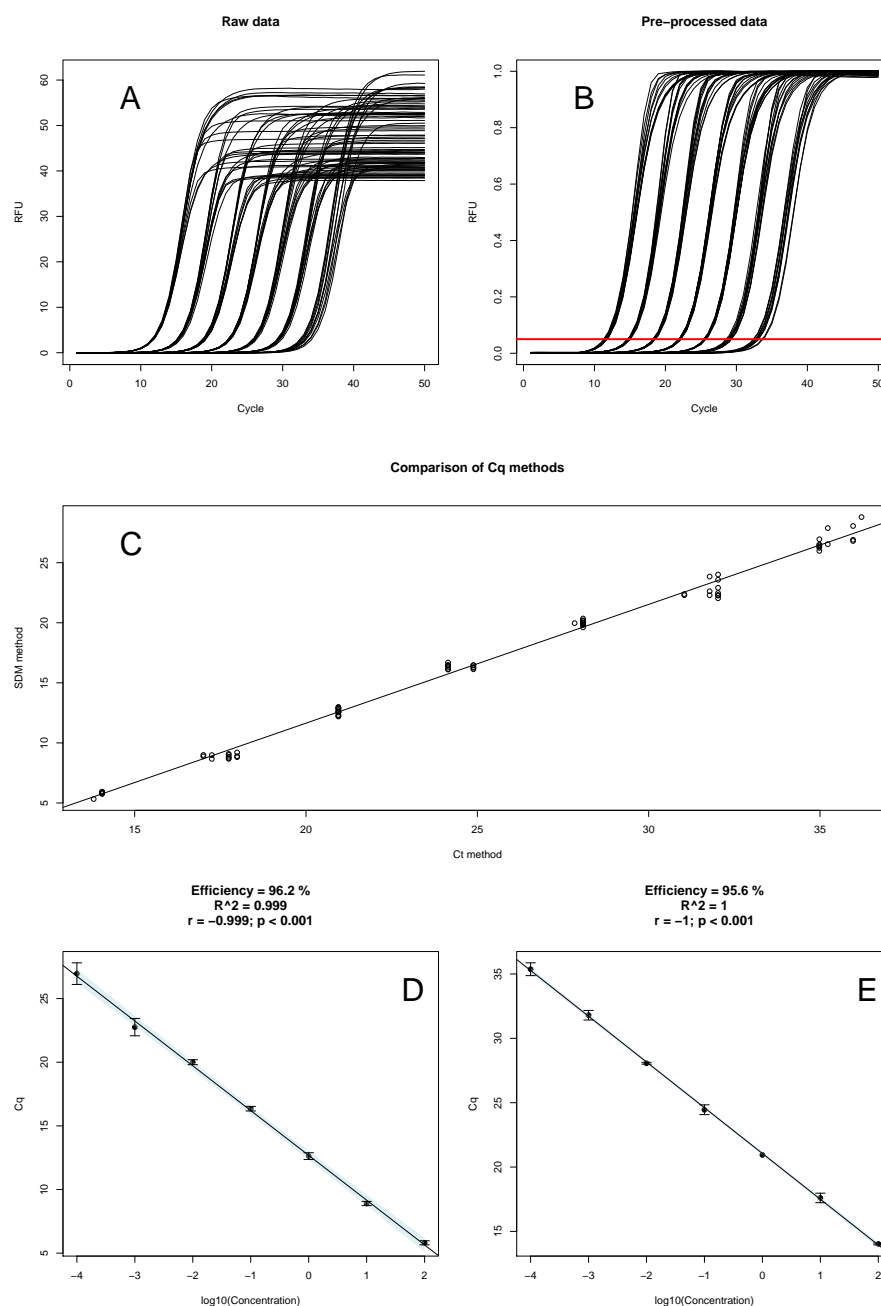 Raw data
A
RFU
0
10
20
30
40
50
60
0
10
20
30
40
50
Cycle
Pre−processed data
B
RFU
0.0
0.2
0.4
0.6
0.8
1.0
0
10
20
30
40
50
Cycle
Comparison of Cq methods
C
SDM method
5
10
15
20
25
15
20
25
30
35
Ct method
Efficiency = 96.2 %
R^2 = 0.999
r = −0.999; p < 0.001
D
Cq
5
10
15
20
25
−4
−3
−2
−1
0
1
2
log10(Concentration)
Efficiency = 95.6 %
R^2 = 1
r = −1; p < 0.001
E
Cq
15
20
25
30
35
−4
−3
−2
−1
0
1
2
log10(Concentration)